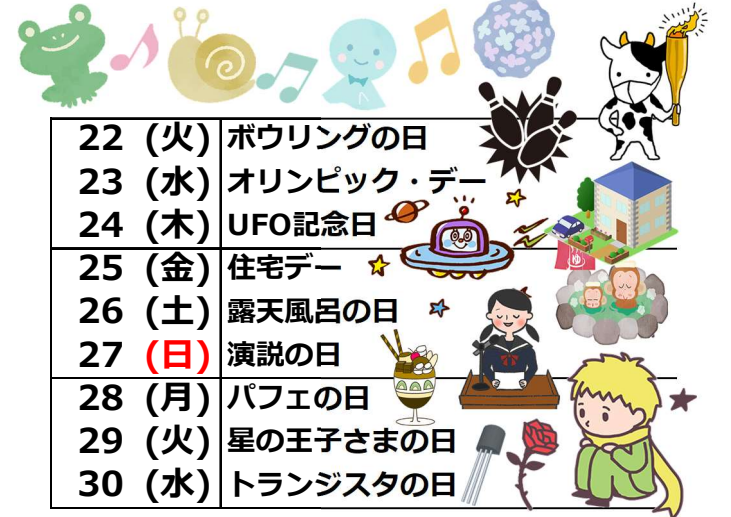 22 (火) ボウリングの日
23 (水) オリンピック・デー
24 (木) UFO記念日
25 (金) 住宅デー
26 (土) 露天風呂の日
27 (日) 演説の日
28 (月) パフェの日
29 (火) 星の王子さまの日
30 (水) トランジスタの日
ゆ